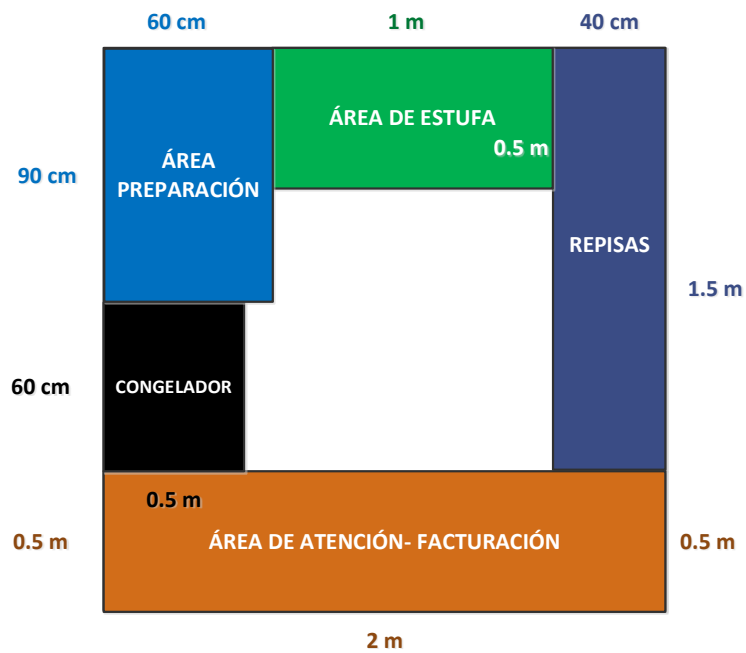 60 cm
1 m
40 cm
ÁREA DE ESTUFA
0.5 m
ÁREA
PREPARACIÓN
90 cm
REPISAS
1.5 m
60 cm
CONGELADOR
0.5 m
0.5 m
ÁREA DE ATENCIÓN- FACTURACIÓN
0.5 m
2 m